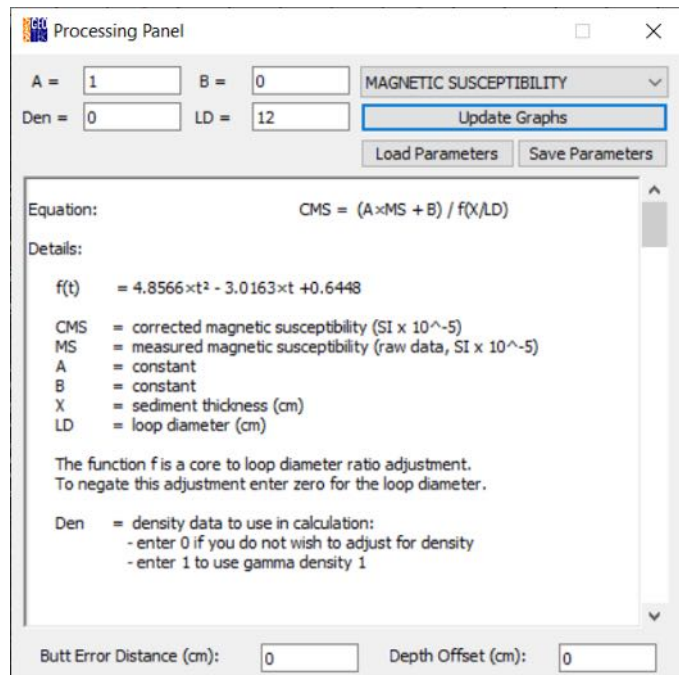 GEOTEK Processing Panel
A = 1 B = 0 MAGNETIC SUSCEPTIBILITY
Den = 0 LD = 12 Update Graphs
Load Parameters Save Parameters
Equation: CMS = (A×MS + B) / f(X/LD)
Details:
f(t) = 4.8566×t² - 3.0163×t +0.6448
CMS = corrected magnetic susceptibility (SI x 10^-5)
MS = measured magnetic susceptibility (raw data, SI x 10^-5)
A = constant
B = constant
X = sediment thickness (cm)
LD = loop diameter (cm)
The function f is a core to loop diameter ratio adjustment.
To negate this adjustment enter zero for the loop diameter.
Den = density data to use in calculation:
- enter 0 if you do not wish to adjust for density
- enter 1 to use gamma density 1
Butt Error Distance (cm): 0 Depth Offset (cm): 0